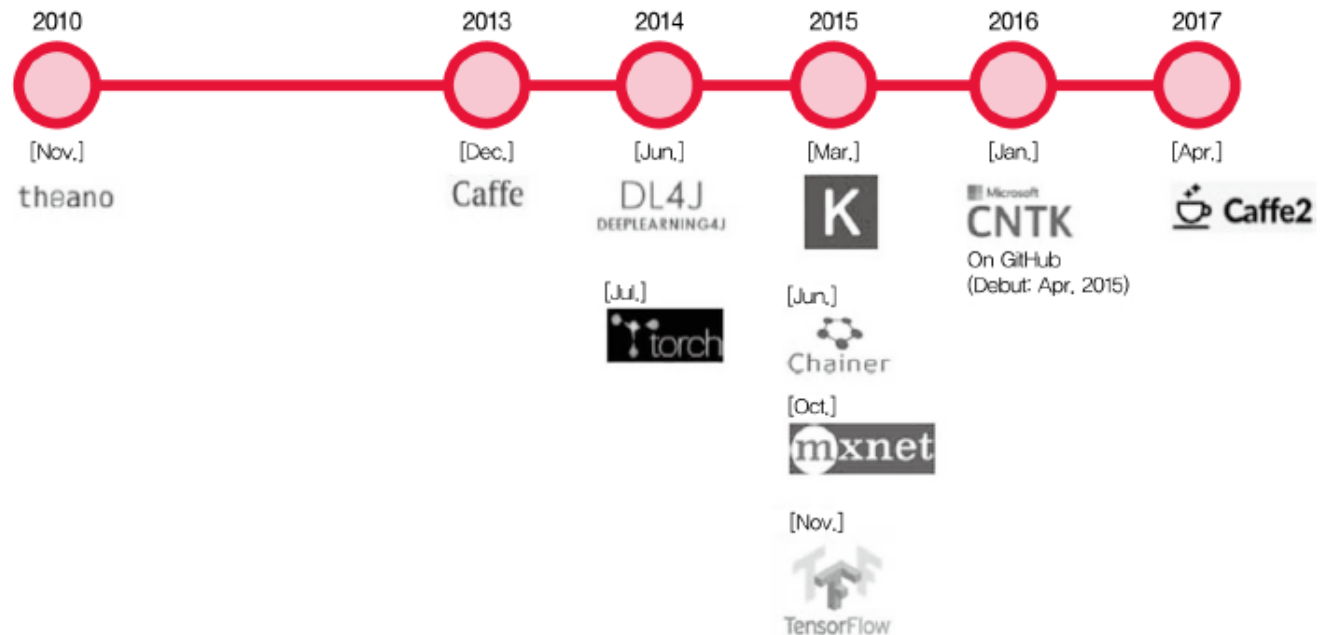 2010
2013
2014
2015
2016
2017
[Nov.]
[Dec.]
[Jun.]
[Mar.]
[Jan.]
[Apr.]
theano
Caffe
DL4J
DEEPLEARNING4J
K
Microsoft
CNTK
On GitHub
(Debut: Apr. 2015)
Caffe2
[Jul.]
torch
[Jun.]
Chainer
[Oct.]
mxnet
[Nov.]
TensorFlow